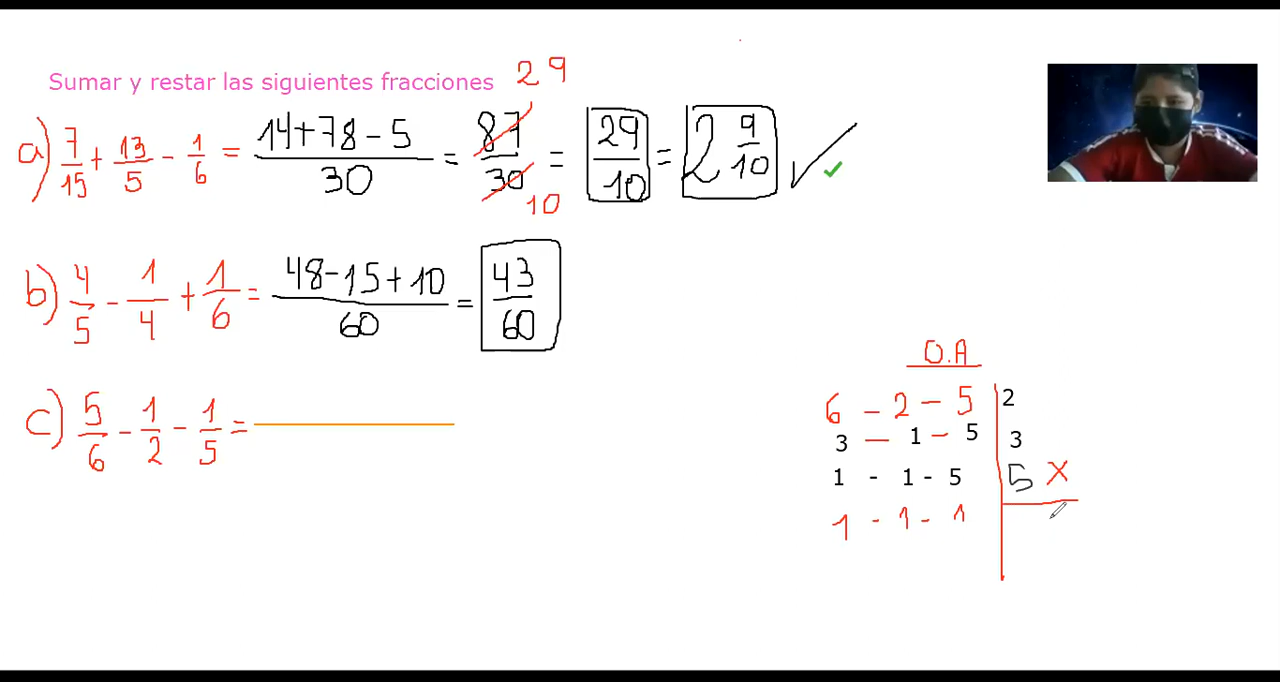 Sumar y restar las siguientes fracciones
a) 7/15 + 13/5 - 1/6 = 14+78-5/30 = 87/30 29 10 = 29/10 = 2 9/10 ✓ ✓
b) 4/5 - 1/4 + 1/6 = 48-15+10/60 = 43/60
c) 5/6 - 1/2 - 1/5 =
O.A
6 - 2 - 5 | 2
3 - 1 - 5 | 3
1 - 1 - 5 | 5 X
1 - 1 - 1